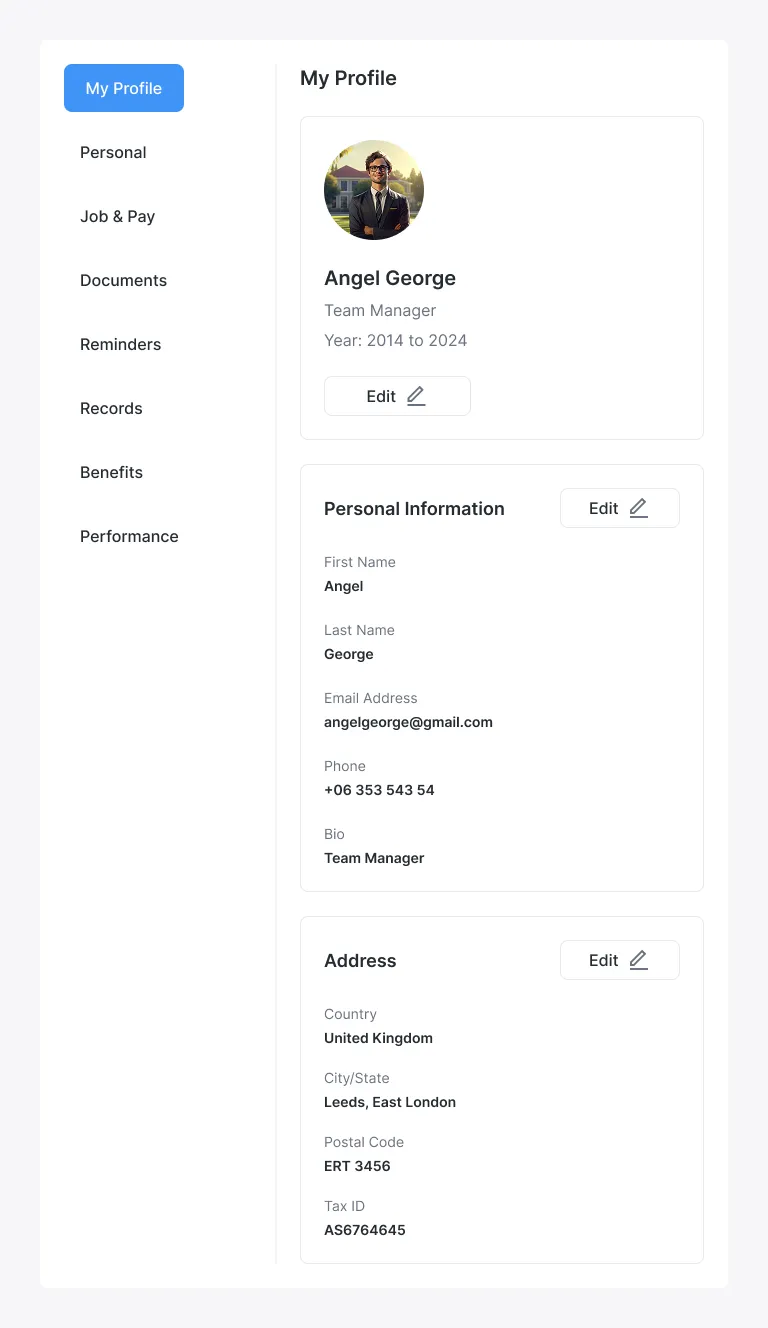 My Profile
Personal
Job & Pay
Documents
Reminders
Records
Benefits
Performance
My Profile
Angel George
Team Manager
Year: 2014 to 2024
Edit
Personal Information
Edit
First Name
Angel
Last Name
George
Email Address
angelgeorge@gmail.com
Phone
+06 353 543 54
Bio
Team Manager
Address
Edit
Country
United Kingdom
City/State
Leeds, East London
Postal Code
ERT 3456
Tax ID
AS6764645